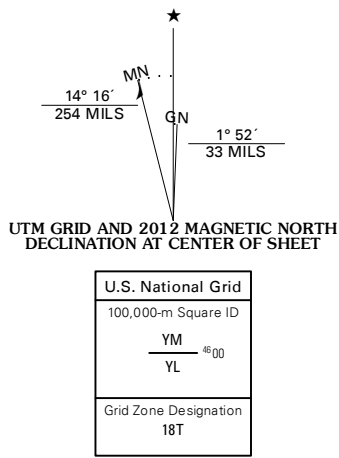 MN
14° 16´
254 MILS
GN
1° 52´
33 MILS
UTM GRID AND 2012 MAGNETIC NORTH
DECLINATION AT CENTER OF SHEET
U.S. National Grid
100,000-m Square ID
YM
4600
YL
Grid Zone Designation
18T